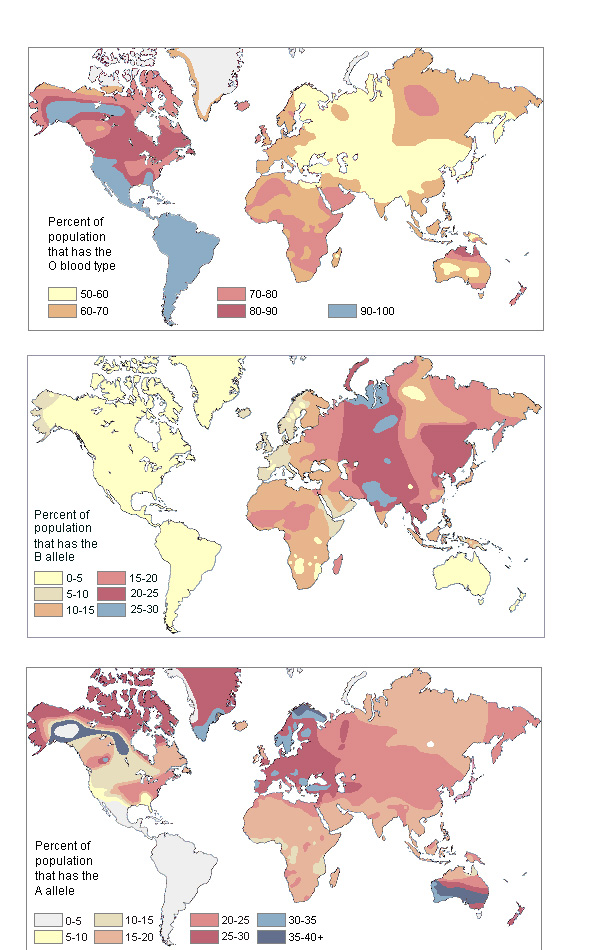 Percent of
population
that has the
O blood type
50-60 70-80
60-70 80-90 90-100
Percent of
population
that has the
B allele
0-5 15-20
5-10 20-25
10-15 25-30
Percent of
population
that has the
A allele
0-5 10-15 20-25 30-35
5-10 15-20 25-30 35-40+